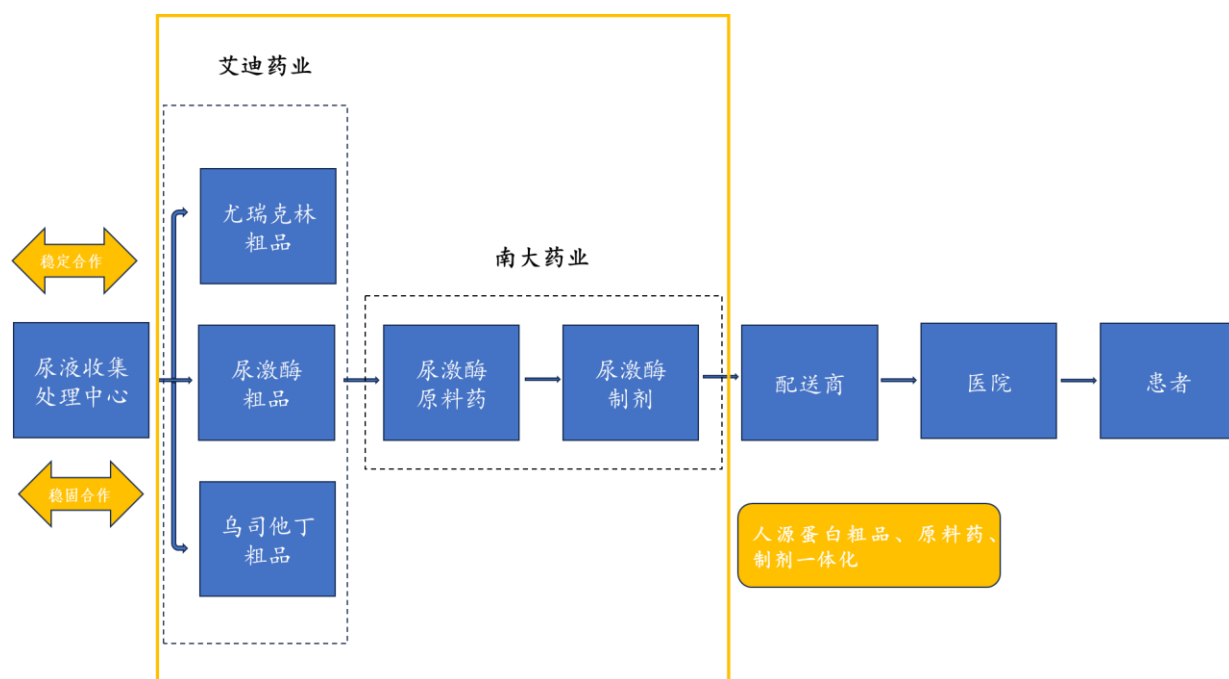 艾迪药业
尤瑞克林
粗品
稳定合作
南大药业
尿液收集
处理中心
尿激酶
粗品
尿激酶
原料药
尿激酶
制剂
配送商
医院
患者
稳固合作
乌司他丁
粗品
人源蛋白粗品、原料药、
制剂一体化